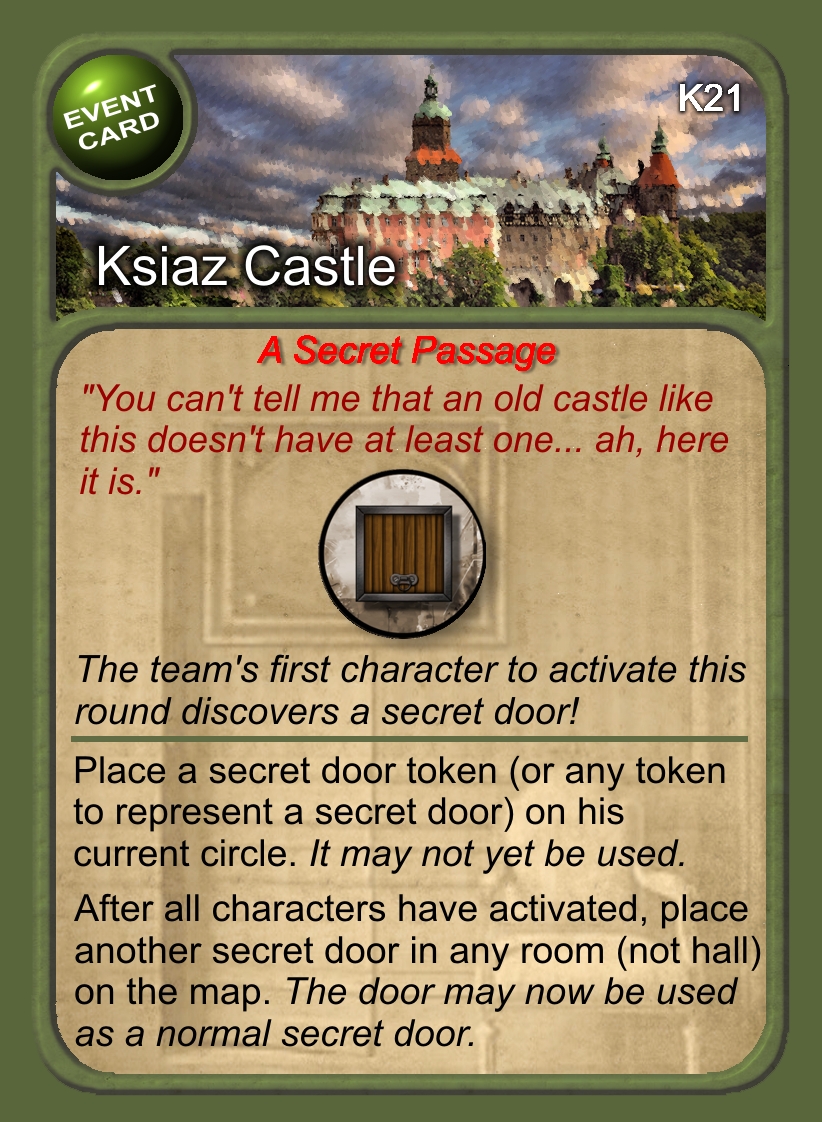 EVENT
CARD
K21
Ksiaz Castle
A Secret Passage
"You can't tell me that an old castle like
this doesn't have at least one... ah, here
it is."
The team's first character to activate this
round discovers a secret door!
Place a secret door token (or any token
to represent a secret door) on his
current circle. It may not yet be used.
After all characters have activated, place
another secret door in any room (not hall)
on the map. The door may now be used
as a normal secret door.